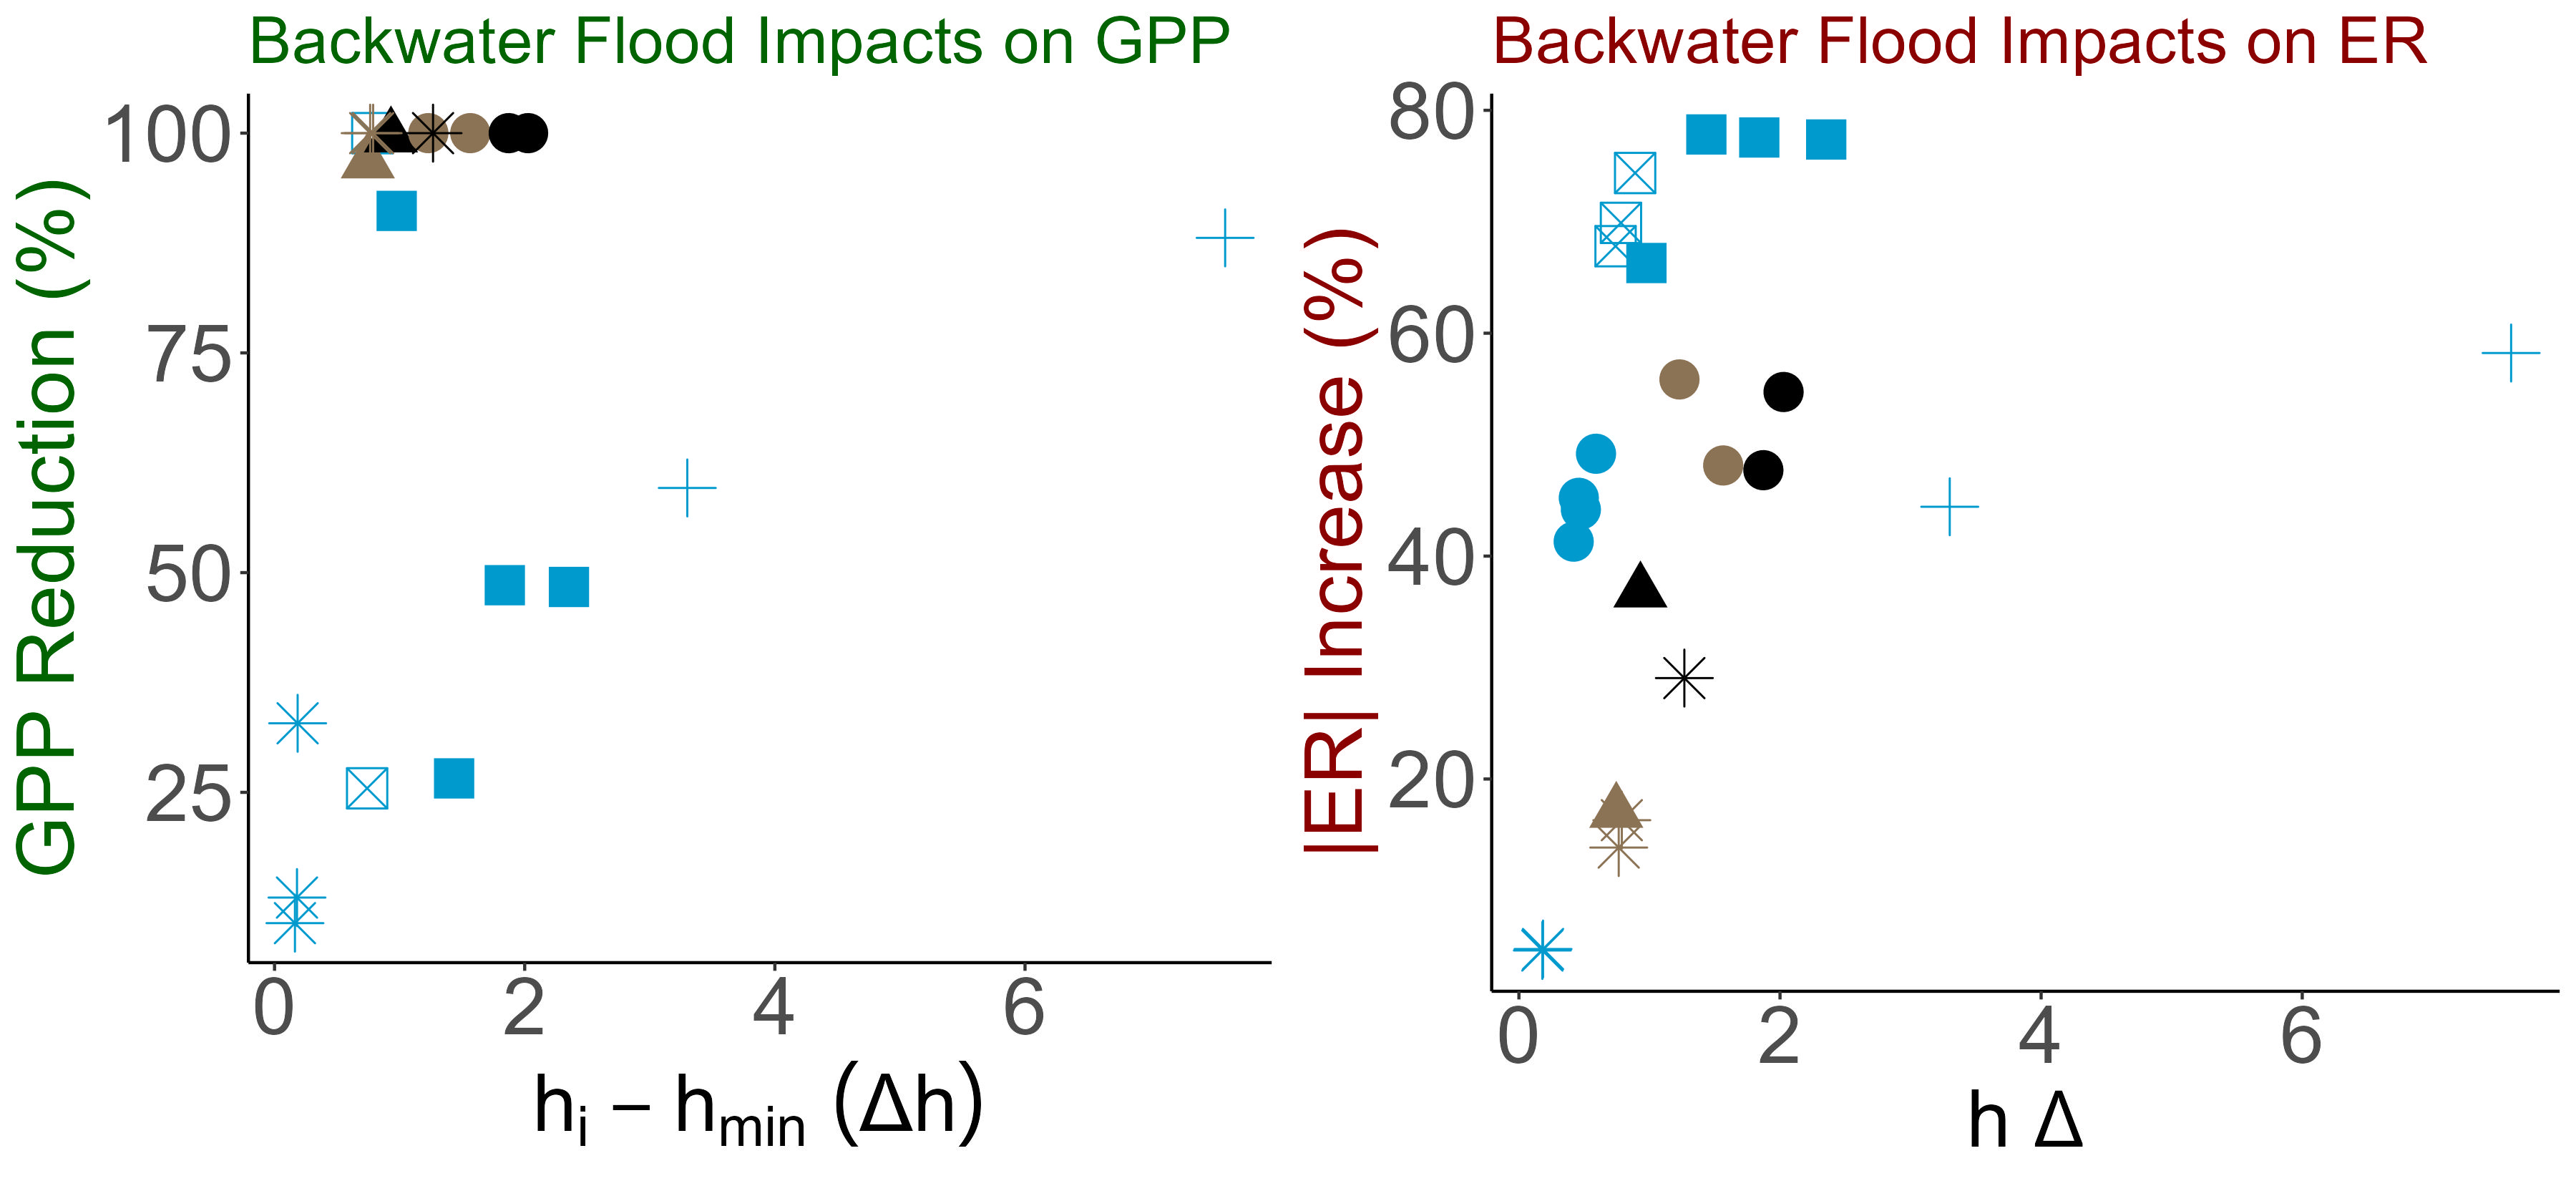 Backwater Flood Impacts on GPP
GPP Reduction (%)
100
75
50
25
0 2 4 6
hi − hmin (Δh)
Backwater Flood Impacts on ER
|ER| Increase (%)
80
60
40
20
0 2 4 6
h Δ